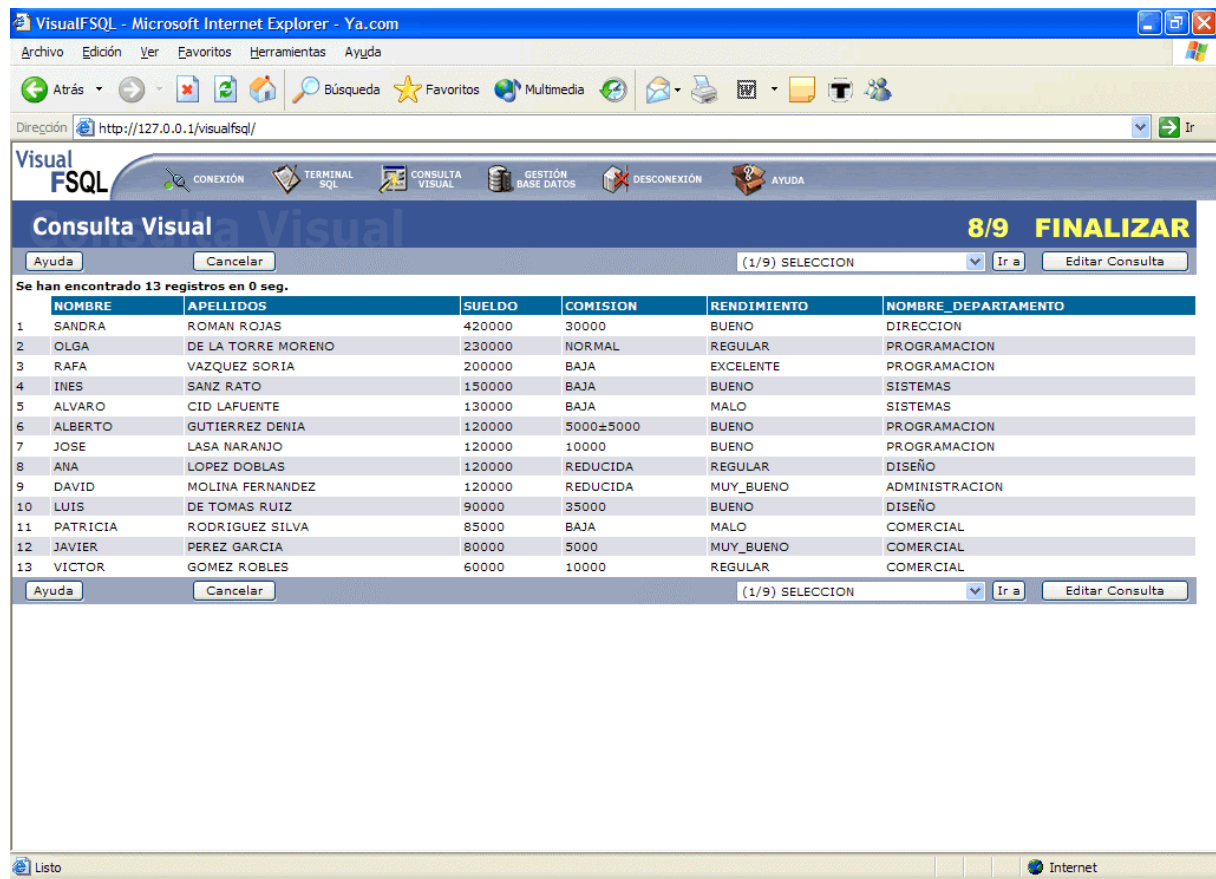 VisualFSQL - Microsoft Internet Explorer - Ya.com
Archivo Edición Ver Favoritos Herramientas Ayuda
Atrás Búsqueda Favoritos Multimedia
Dirección http://127.0.0.1/visualfsql/ Ir
Visual
FSQL
CONEXIÓN
TERMINAL
SQL
CONSULTA
VISUAL
GESTIÓN
BASE DATOS
DESCONEXIÓN
AYUDA
Consulta Visual
Consulta Visual 8/9 FINALIZAR
Ayuda Cancelar (1/9) SELECCION Ir a Editar Consulta
Se han encontrado 13 registros en 0 seg.
NOMBRE APELLIDOS SUELDO COMISION RENDIMIENTO NOMBRE_DEPARTAMENTO
1 SANDRA ROMAN ROJAS 420000 30000 BUENO DIRECCION
2 OLGA DE LA TORRE MORENO 230000 NORMAL REGULAR PROGRAMACION
3 RAFA VAZQUEZ SORIA 200000 BAJA EXCELENTE PROGRAMACION
4 INES SANZ RATO 150000 BAJA BUENO SISTEMAS
5 ALVARO CID LAFUENTE 130000 BAJA MALO SISTEMAS
6 ALBERTO GUTIERREZ DENIA 120000 5000±5000 BUENO PROGRAMACION
7 JOSE LASA NARANJO 120000 10000 BUENO PROGRAMACION
8 ANA LOPEZ DOBLAS 120000 REDUCIDA REGULAR DISEÑO
9 DAVID MOLINA FERNANDEZ 120000 REDUCIDA MUY_BUENO ADMINISTRACION
10 LUIS DE TOMAS RUIZ 90000 35000 BUENO DISEÑO
11 PATRICIA RODRIGUEZ SILVA 85000 BAJA MALO COMERCIAL
12 JAVIER PEREZ GARCIA 80000 5000 MUY_BUENO COMERCIAL
13 VICTOR GOMEZ ROBLES 60000 10000 REGULAR COMERCIAL
Ayuda Cancelar (1/9) SELECCION Ir a Editar Consulta
Listo Internet